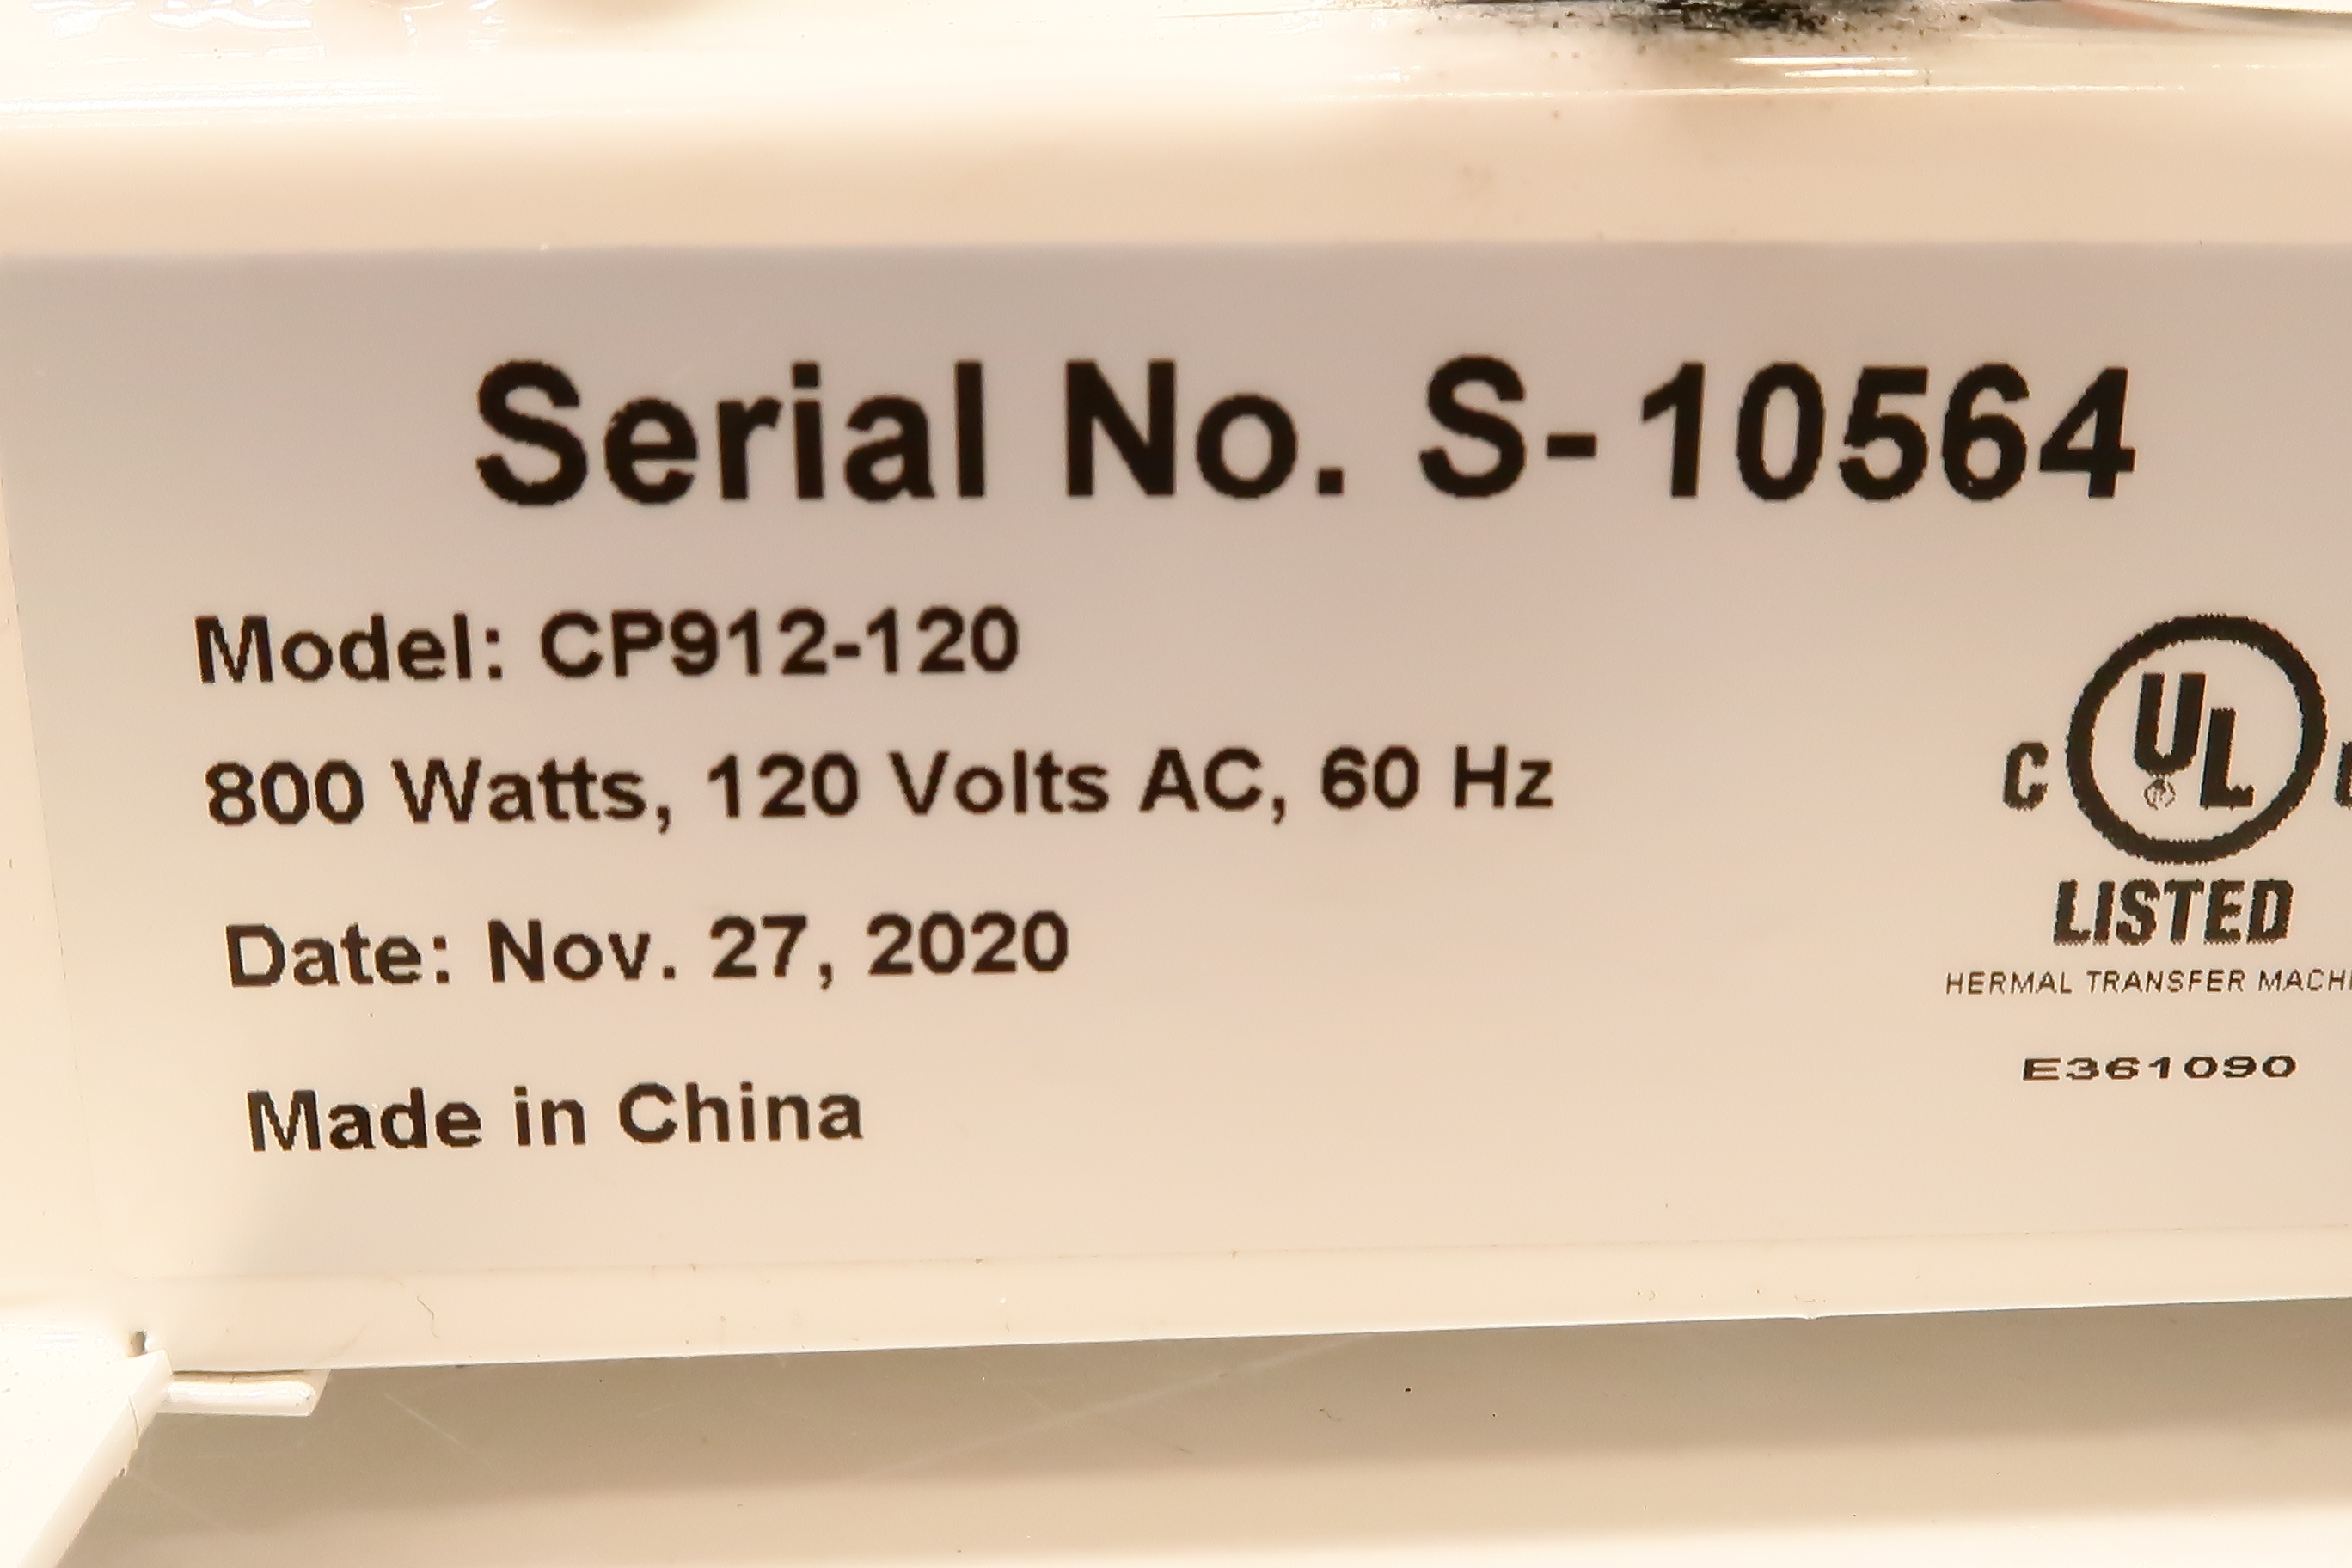 Serial No. S-10564
Model: CP912-120
800 Watts, 120 Volts AC, 60 Hz
Date: Nov. 27, 2020
Made in China
C UL
LISTED
HERMAL TRANSFER MACHI
E361090